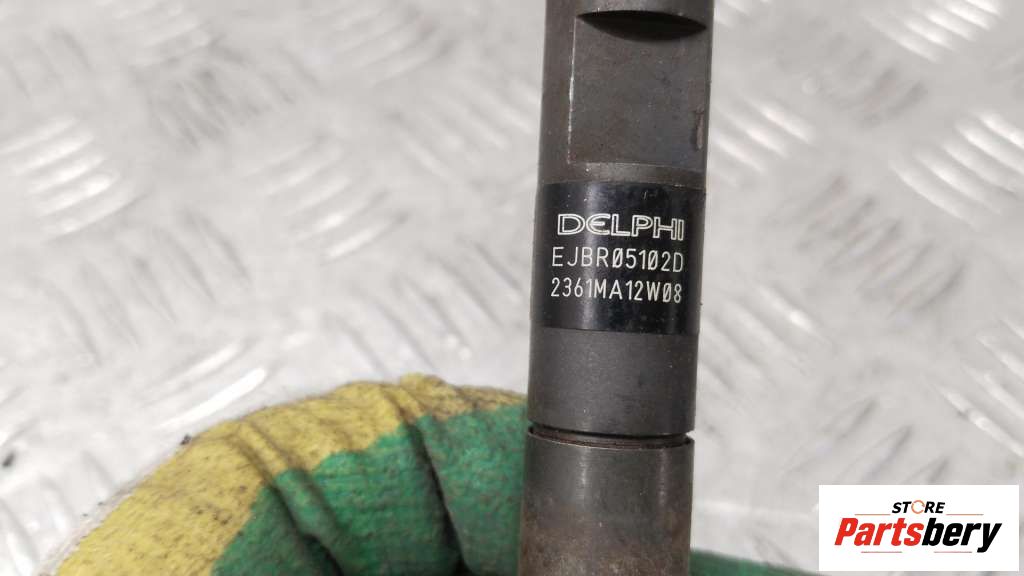 DELPHI
EJBR05102D
2361MA12W08
STORE
Partsbery